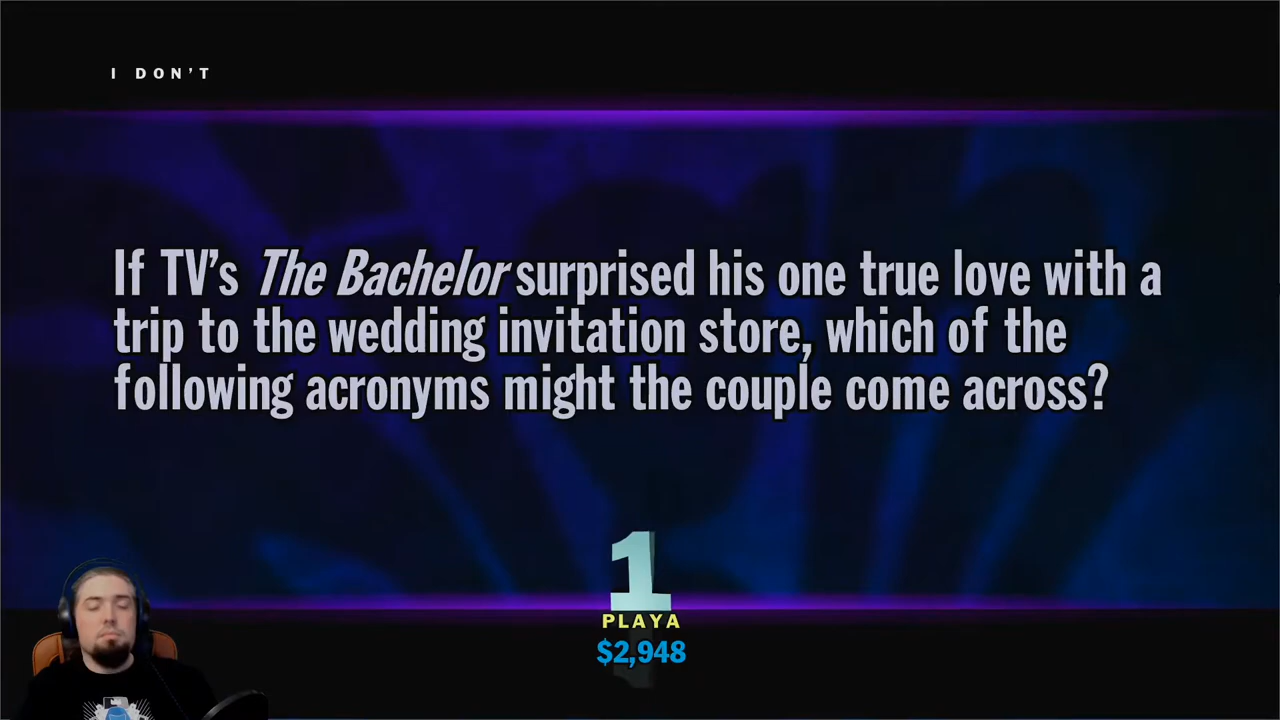 I DON'T
If TV's The Bachelor surprised his one true love with a
trip to the wedding invitation store, which of the
following acronyms might the couple come across?
1
PLAYA
$2,948